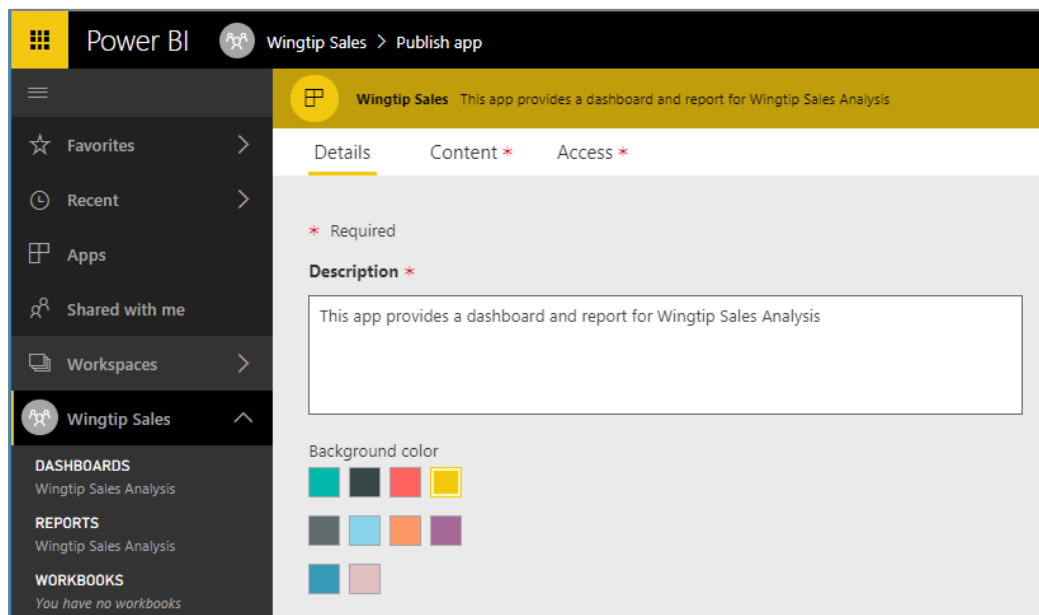 Power BI Wingtip Sales > Publish app
Wingtip Sales This app provides a dashboard and report for Wingtip Sales Analysis
Favorites
Recent
Apps
Shared with me
Workspaces
Wingtip Sales
DASHBOARDS
Wingtip Sales Analysis
REPORTS
Wingtip Sales Analysis
WORKBOOKS
You have no workbooks
Details Content * Access *
* Required
Description *
This app provides a dashboard and report for Wingtip Sales Analysis
Background color